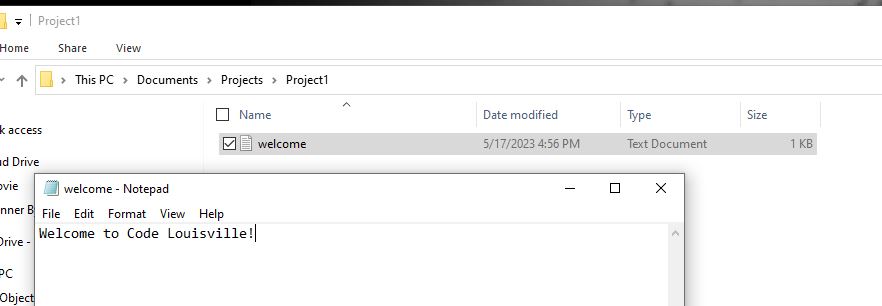 Project1
Home Share View
This PC > Documents > Projects > Project1
Name Date modified Type Size
k access
welcome 5/17/2023 4:56 PM Text Document 1 KB
ud Drive
ovie
welcome - Notepad
nner B
File Edit Format View Help
Drive -
Welcome to Code Louisville!
PC
Object